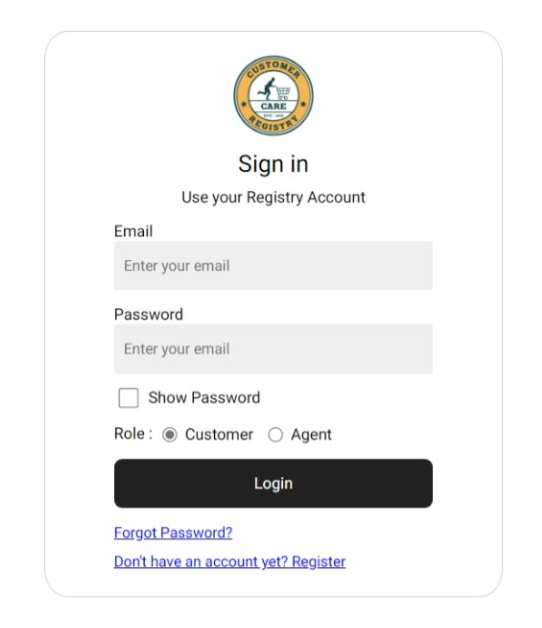 CUSTOMER
CARE
REGISTRY
Sign in
Use your Registry Account
Email
Enter your email
Password
Enter your email
Show Password
Role : Customer Agent
Login
Forgot Password?
Don't have an account yet? Register